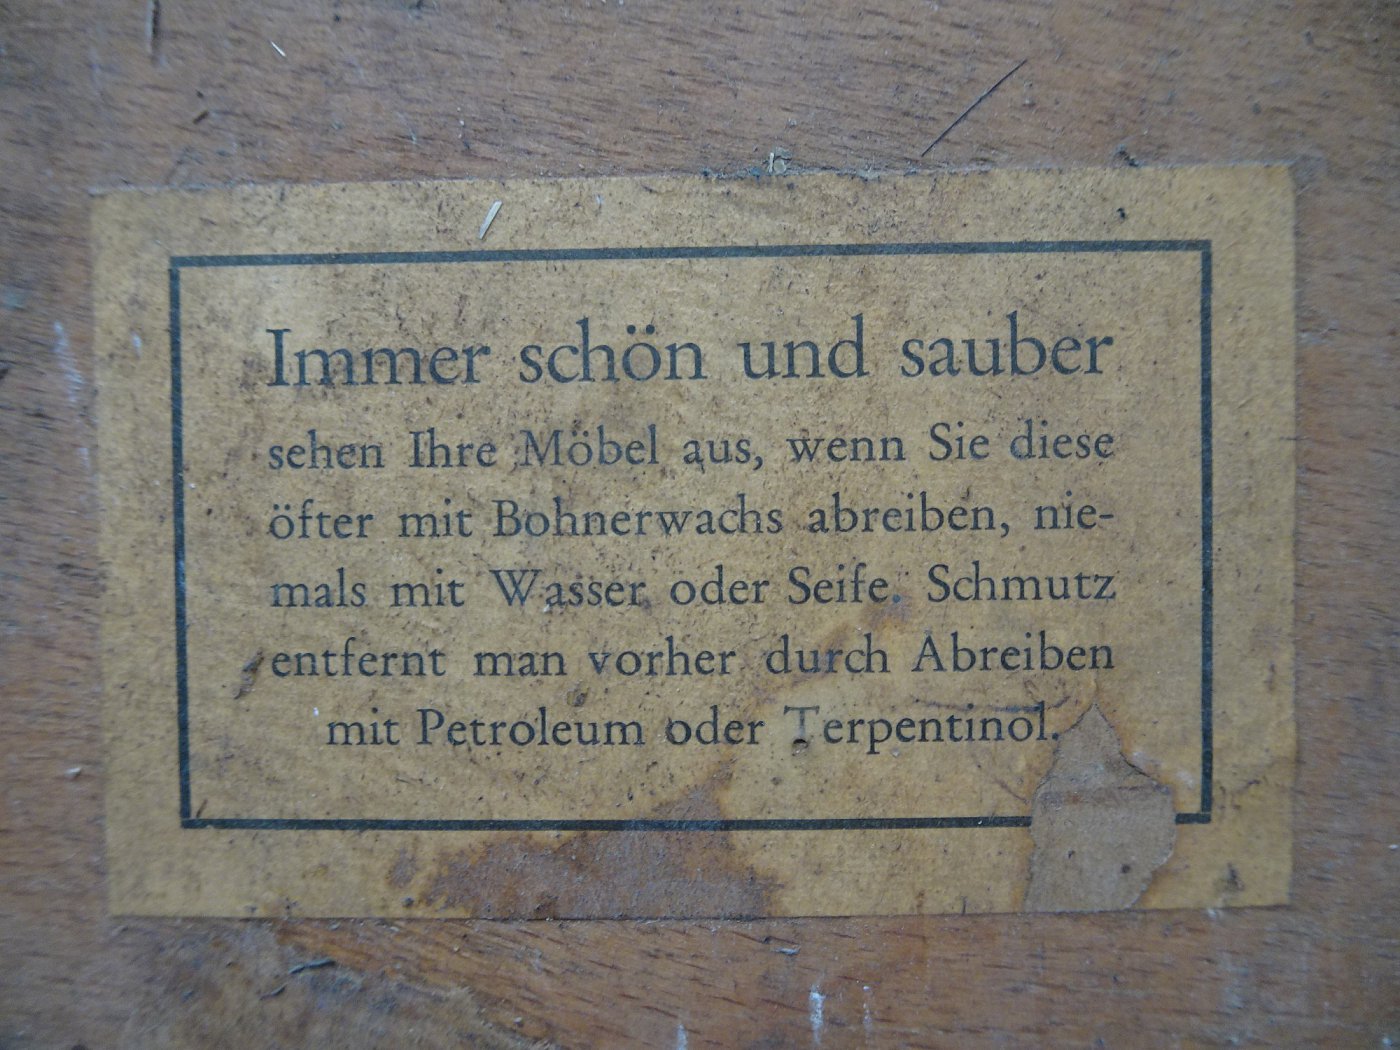 Immer schön und sauber
sehen Ihre Möbel aus, wenn Sie diese
öfter mit Bohnerwachs abreiben, nie-
mals mit Wasser oder Seife. Schmutz
entfernt man vorher durch Abreiben
mit Petroleum oder Terpentinol.